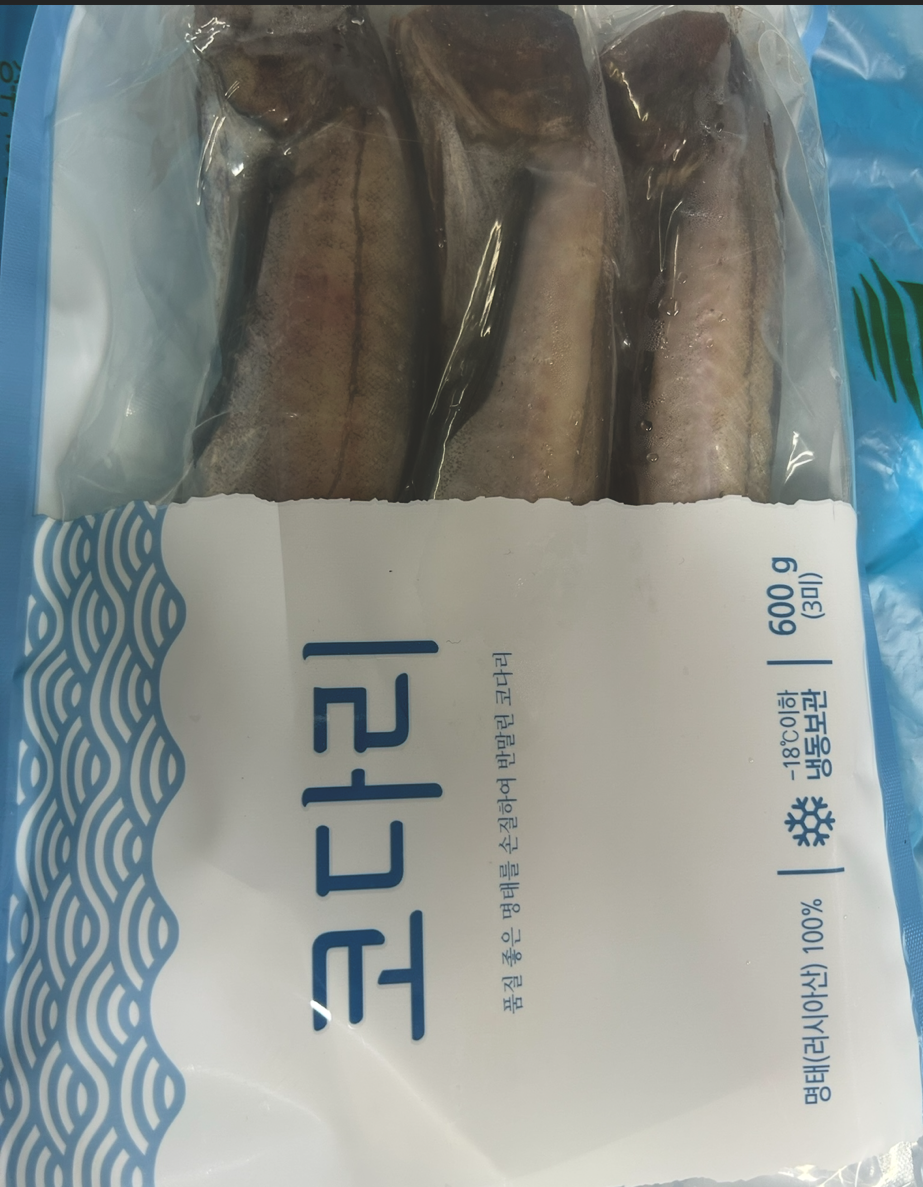 코다리
품질 좋은 명태를 손질하여 반말린 코다리
명태(러시아산) 100%
-18℃이하
냉동보관
600 g
(3미)